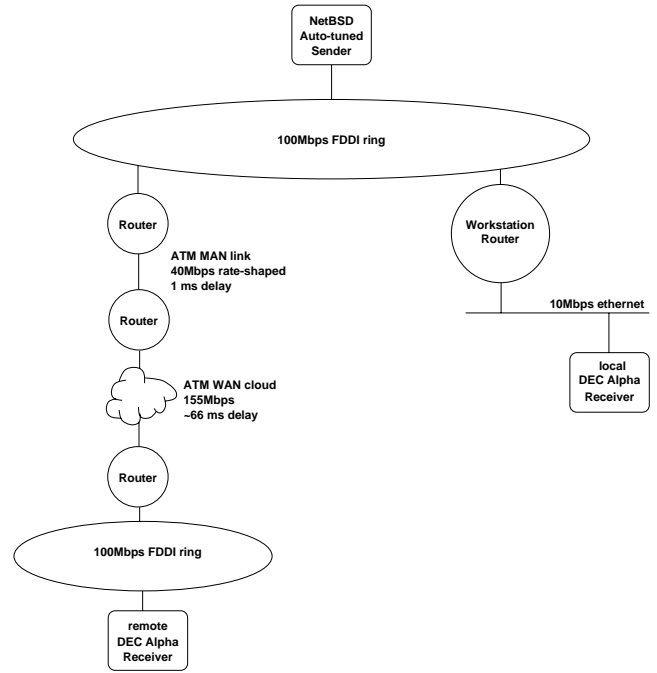 NetBSD
Auto-tuned
Sender
100Mbps FDDI ring
Router
Workstation
Router
ATM MAN link
40Mbps rate-shaped
1 ms delay
10Mbps ethernet
Router
local
DEC Alpha
Receiver
ATM WAN cloud
155Mbps
~66 ms delay
Router
100Mbps FDDI ring
remote
DEC Alpha
Receiver